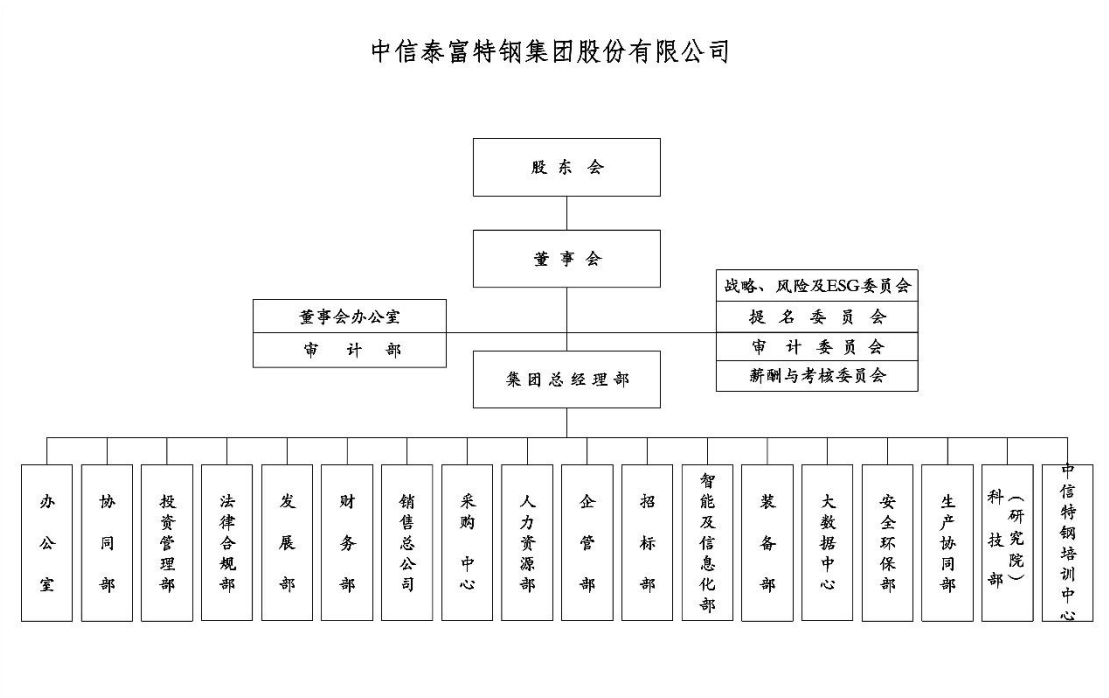 中信泰富特钢集团股份有限公司
股东会
董事会
战略、风险及ESG委员会
董事会办公室
提名委员会
审计部
审计委员会
集团总经理部
薪酬与考核委员会
办公室
协同部
投资管理部
法律合规部
发展部
财务部
销售总公司
采购中心
人力资源部
企管部
招标部
智能及信息化部
装备部
大数据中心
安全环保部
生产协同部
科技部
（研究院）
中信特钢培训中心